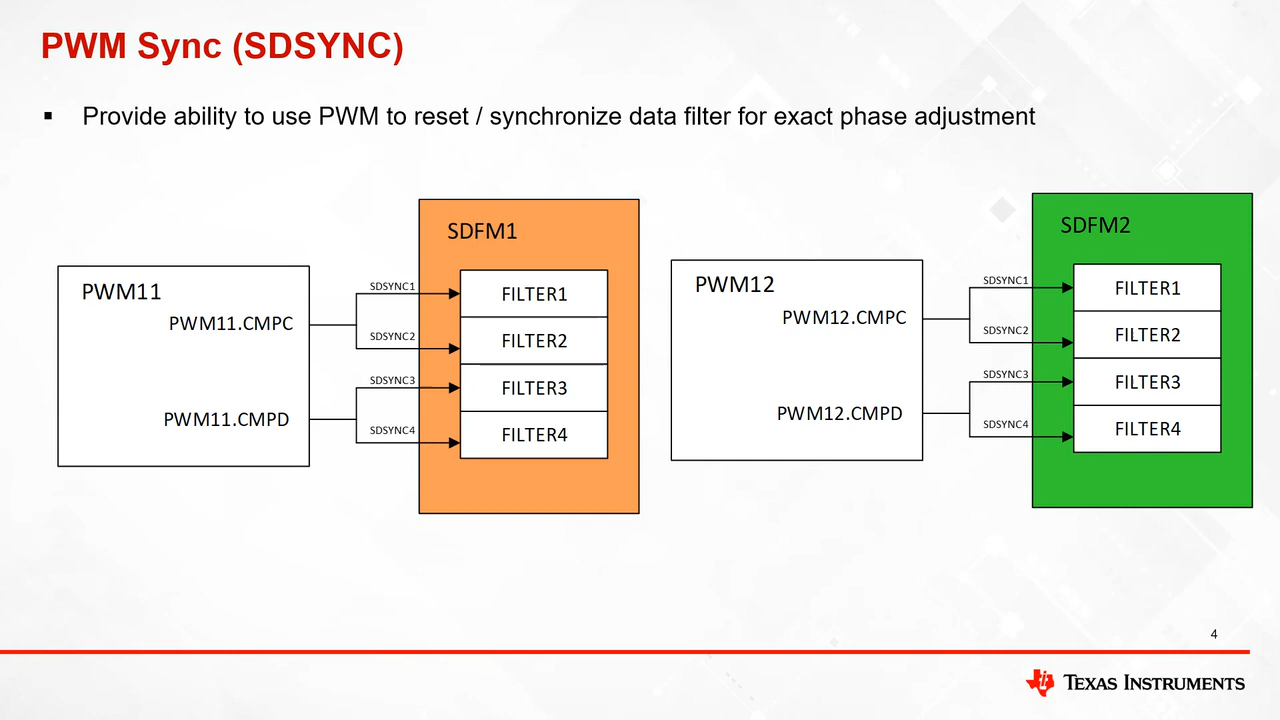 PWM Sync (SDSYNC)
▪ Provide ability to use PWM to reset / synchronize data filter for exact phase adjustment
PWM11
PWM11.CMPC
PWM11.CMPD
SDSYNC1
SDSYNC2
SDSYNC3
SDSYNC4
SDFM1
FILTER1
FILTER2
FILTER3
FILTER4
PWM12
PWM12.CMPC
PWM12.CMPD
SDSYNC1
SDSYNC2
SDSYNC3
SDSYNC4
SDFM2
FILTER1
FILTER2
FILTER3
FILTER4
4
TEXAS INSTRUMENTS